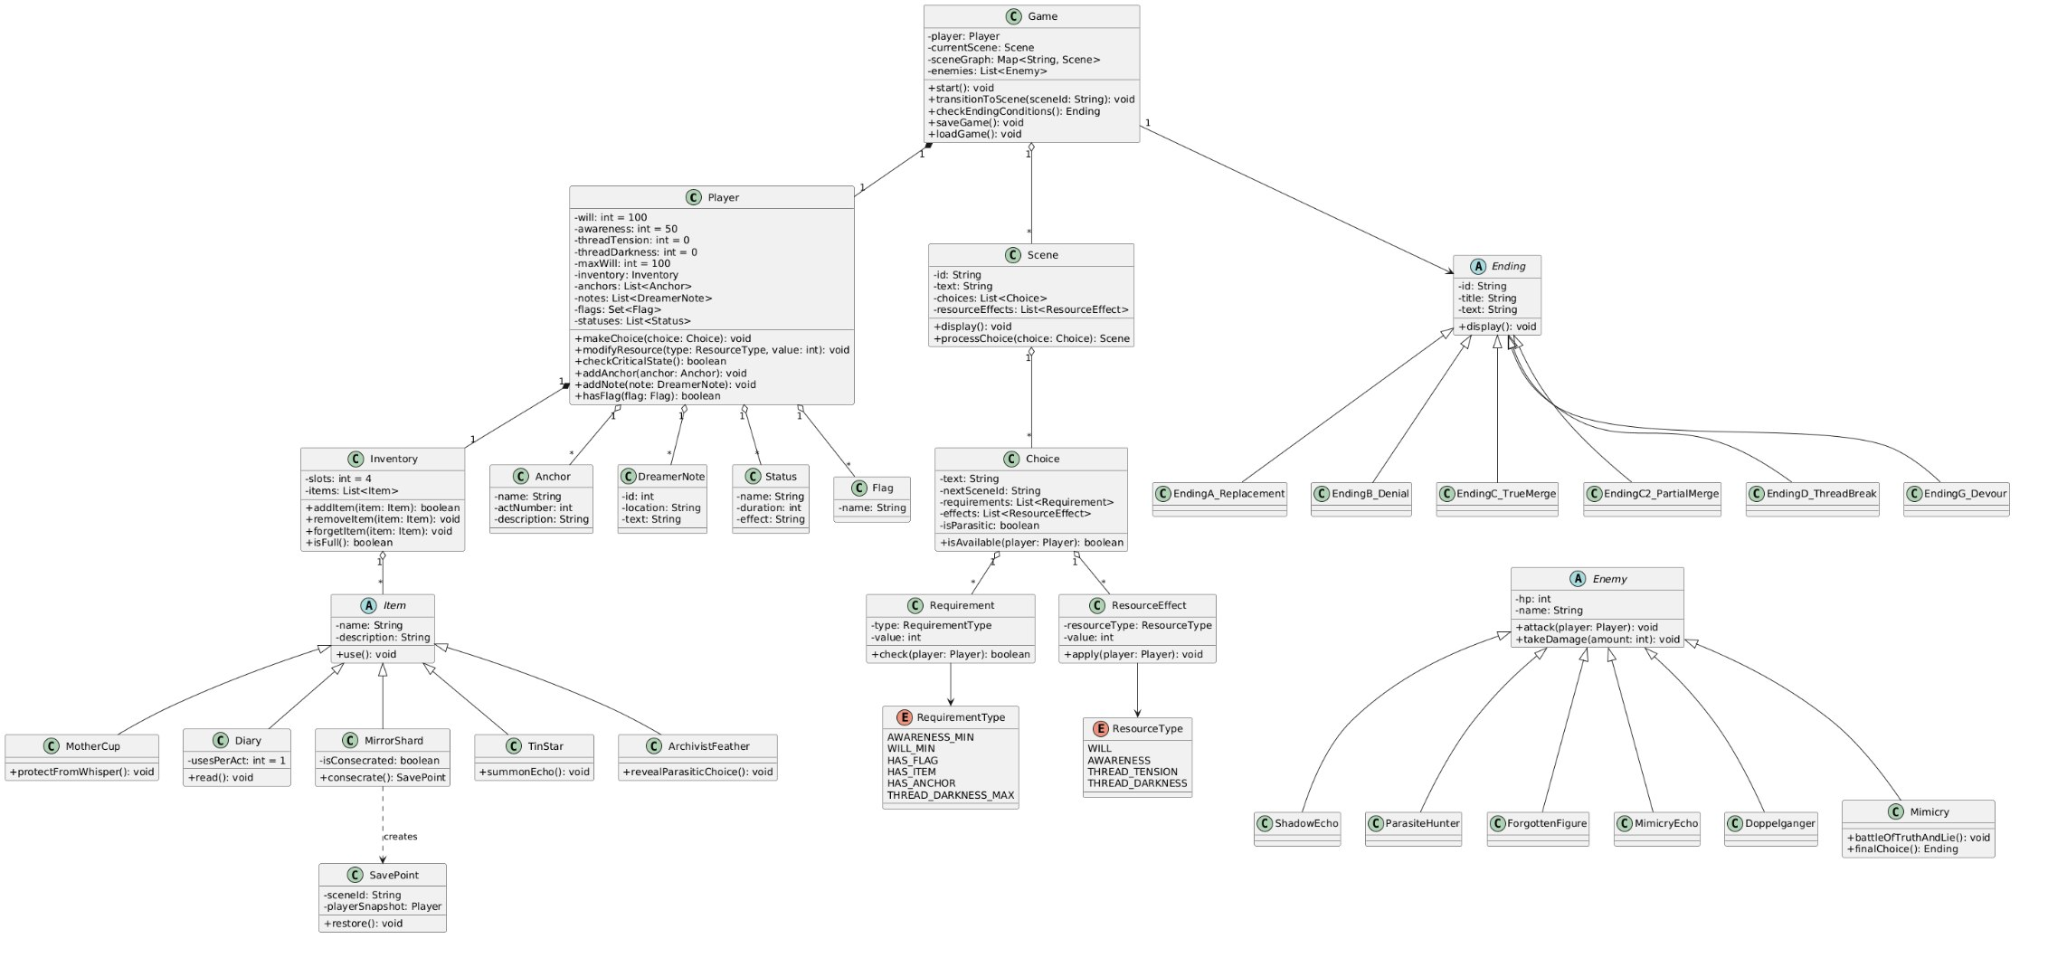 C Game
-player: Player
-currentScene: Scene
-sceneGraph: Map<String, Scene>
-enemies: List<Enemy>
+start(): void
+transitionToScene(sceneId: String): void
+checkEndingConditions(): Ending
+saveGame(): void
+loadGame(): void
1
1
1
1
*
C Player
-will: int = 100
-awareness: int = 50
-threadTension: int = 0
-threadDarkness: int = 0
-maxWill: int = 100
-inventory: Inventory
-anchors: List<Anchor>
-notes: List<DreamerNote>
-flags: Set<Flag>
-statuses: List<Status>
+makeChoice(choice: Choice): void
+modifyResource(type: ResourceType, value: int): void
+checkCriticalState(): boolean
+addAnchor(anchor: Anchor): void
+addNote(note: DreamerNote): void
+hasFlag(flag: Flag): boolean
1
1
1
1
1
1
*
*
*
*
C Scene
-id: String
-text: String
-choices: List<Choice>
-resourceEffects: List<ResourceEffect>
+display(): void
+processChoice(choice: Choice): Scene
1
*
A Ending
-id: String
-title: String
-text: String
+display(): void
C Inventory
-slots: int = 4
-items: List<Item>
+addItem(item: Item): boolean
+removeItem(item: Item): void
+forgetItem(item: Item): void
+isFull(): boolean
1
*
C Anchor
-name: String
-actNumber: int
-description: String
C DreamerNote
-id: int
-location: String
-text: String
C Status
-name: String
-duration: int
-effect: String
C Flag
-name: String
C Choice
-text: String
-nextSceneId: String
-requirements: List<Requirement>
-effects: List<ResourceEffect>
-isParasitic: boolean
+isAvailable(player: Player): boolean
1
1
*
*
C EndingA_Replacement
C EndingB_Denial
C EndingC_TrueMerge
C EndingC2_PartialMerge
C EndingD_ThreadBreak
C EndingG_Devour
A Item
-name: String
-description: String
+use(): void
C Requirement
-type: RequirementType
-value: int
+check(player: Player): boolean
C ResourceEffect
-resourceType: ResourceType
-value: int
+apply(player: Player): void
A Enemy
-hp: int
-name: String
+attack(player: Player): void
+takeDamage(amount: int): void
C MotherCup
+protectFromWhisper(): void
C Diary
-usesPerAct: int = 1
+read(): void
C MirrorShard
-isConsecrated: boolean
+consecrate(): SavePoint
C TinStar
+summonEcho(): void
C ArchivistFeather
+revealParasiticChoice(): void
E RequirementType
AWARENESS_MIN
WILL_MIN
HAS_FLAG
HAS_ITEM
HAS_ANCHOR
THREAD_DARKNESS_MAX
E ResourceType
WILL
AWARENESS
THREAD_TENSION
THREAD_DARKNESS
creates
C SavePoint
-sceneId: String
-playerSnapshot: Player
+restore(): void
C ShadowEcho
C ParasiteHunter
C ForgottenFigure
C MimicryEcho
C Doppelganger
C Mimicry
+battleOfTruthAndLie(): void
+finalChoice(): Ending